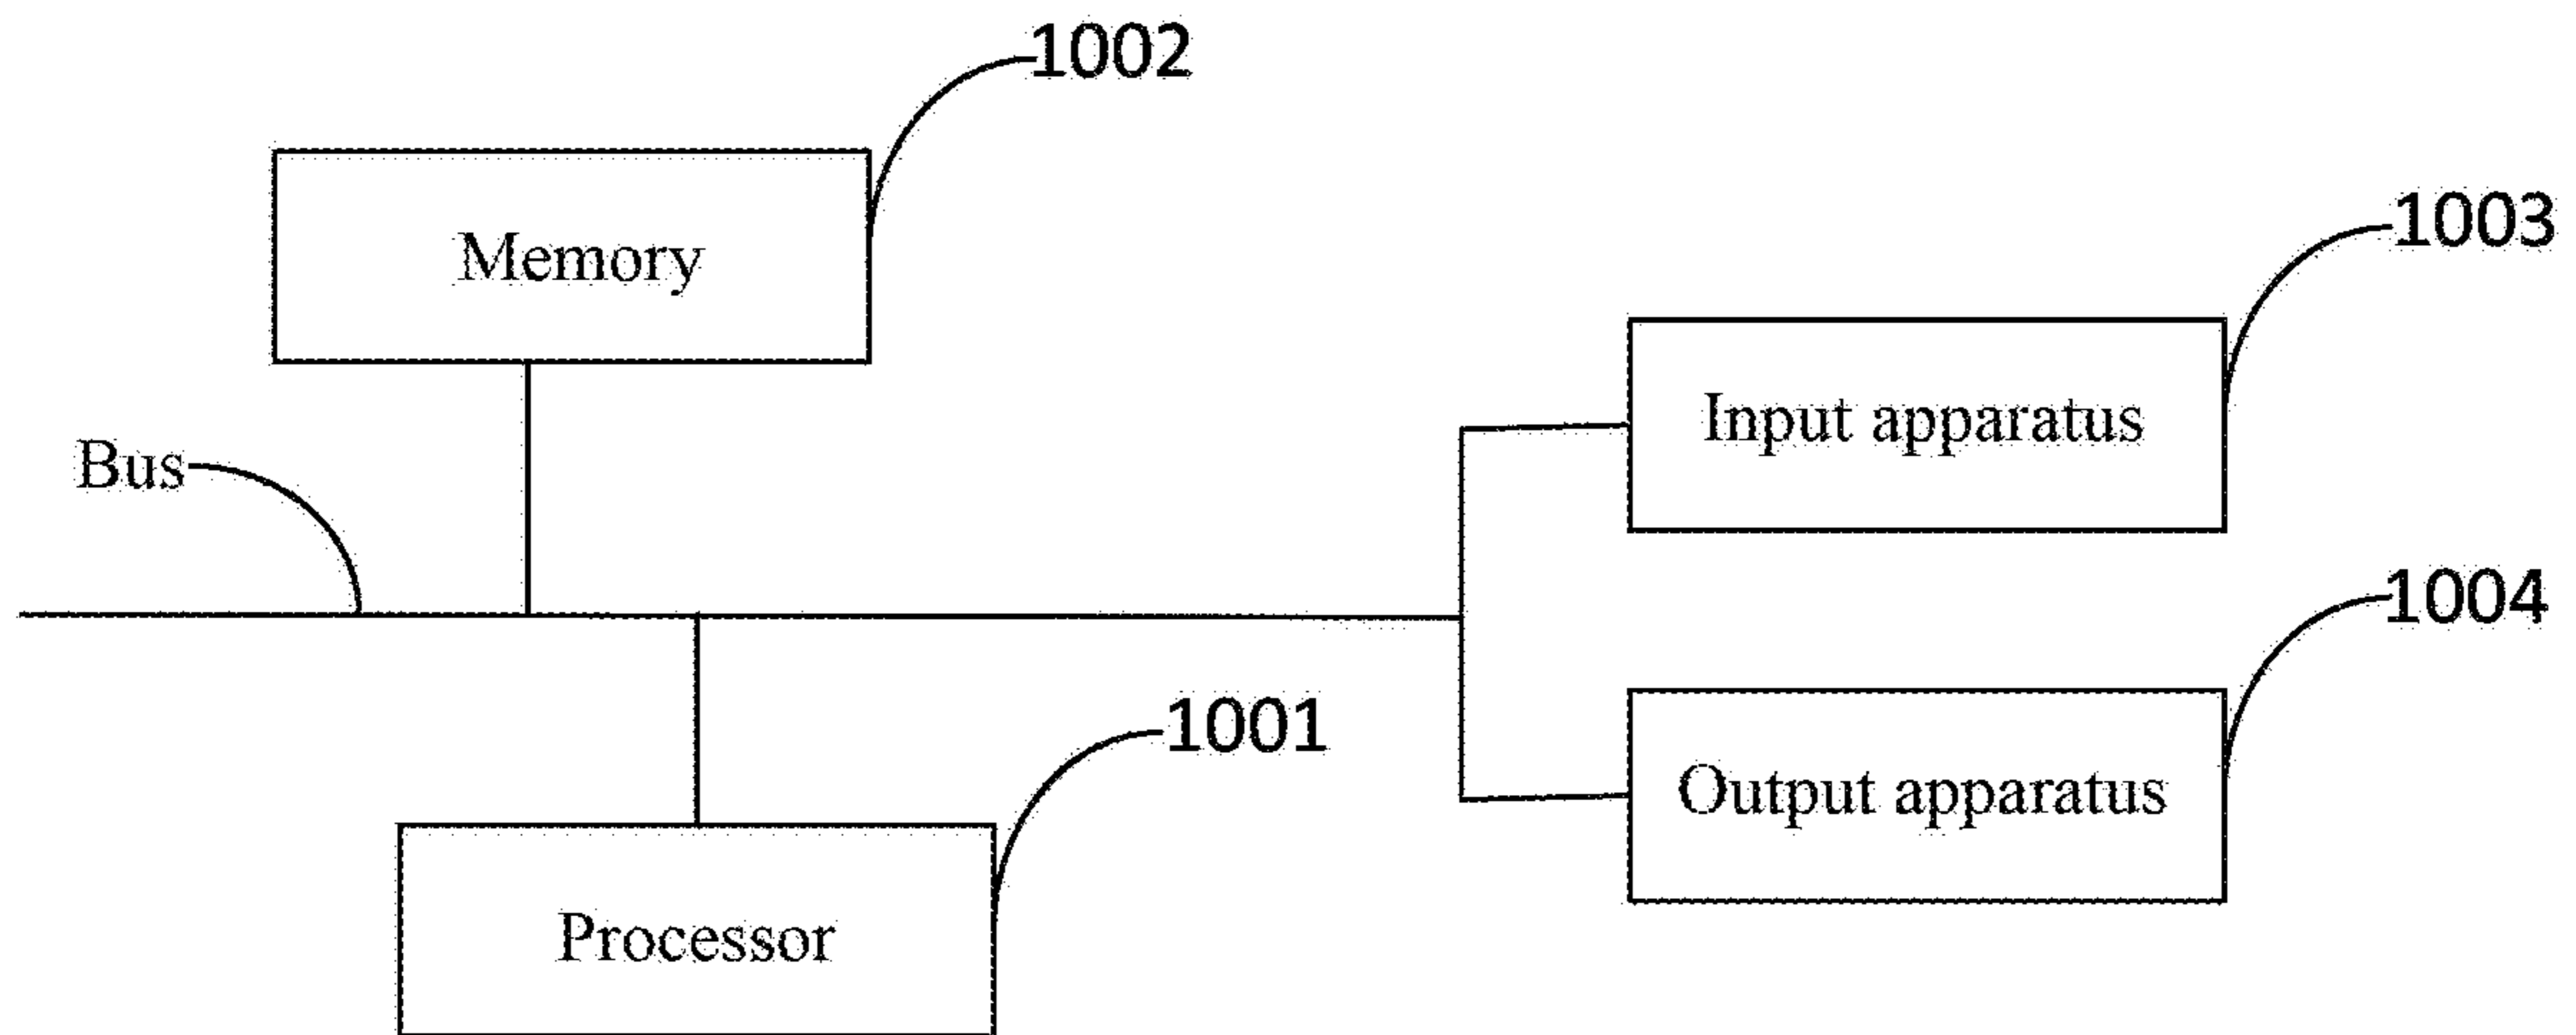 1002
Memory
1003
Input apparatus
Bus
1004
1001
Output apparatus
Processor